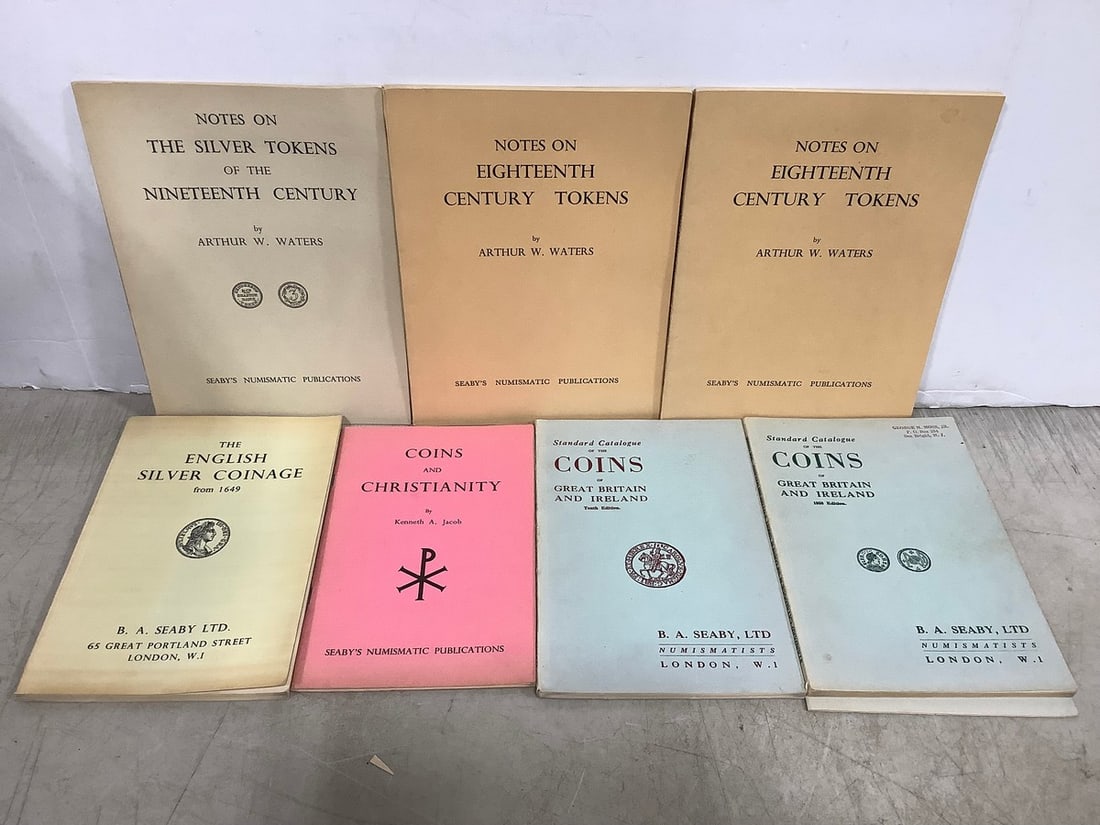 NOTES ON
THE SILVER TOKENS
OF THE
NINETEENTH CENTURY
by
ARTHUR W. WATERS
3
SEABY'S NUMISMATIC PUBLICATIONS
NOTES ON
EIGHTEENTH
CENTURY TOKENS
by
ARTHUR W. WATERS
SEABY'S NUMISMATIC PUBLICATIONS
NOTES ON
EIGHTEENTH
CENTURY TOKENS
by
ARTHUR W. WATERS
SEABY'S NUMISMATIC PUBLICATIONS
THE
ENGLISH
SILVER COINAGE
from 1649
B. A. SEABY LTD.
65 GREAT PORTLAND STREET
LONDON, W.1
COINS
AND
CHRISTIANITY
By
Kenneth A. Jacob
SEABY'S NUMISMATIC PUBLICATIONS
Standard Catalogue
OF THE
COINS
OF
GREAT BRITAIN
AND IRELAND
Tenth Edition.
B. A. SEABY, LTD
NUMISMATISTS
LONDON, W.1
P. O. Box
Standard Catalogue
OF THE
COINS
OF
GREAT BRITAIN
AND IRELAND
Edition.
B. A. SEABY, LTD
NUMISMATISTS
LONDON, W.1